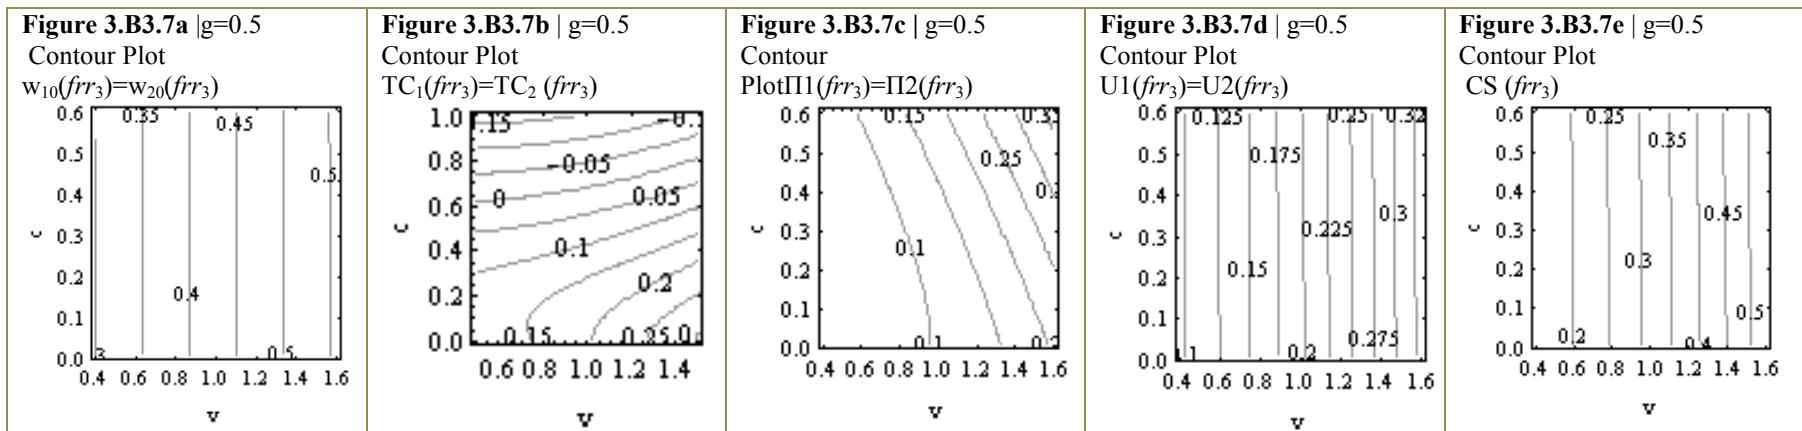 Figure 3.B3.7a |g=0.5
Contour Plot
w10(frr3)=w20(frr3)
0.6
0.5
0.4
0.3
0.2
0.1
0.0
c
0.35
0.45
0.5
0.4
0.5
0.4 0.6 0.8 1.0 1.2 1.4 1.6
v
Figure 3.B3.7b | g=0.5
Contour Plot
TC1(frr3)=TC2 (frr3)
1.0
0.8
0.6
0.4
0.2
0.0
c
.15
-0.05
0
0.05
0.1
0.2
0.15
0.25
0.6 0.8 1.0 1.2 1.4
v
Figure 3.B3.7c | g=0.5
Contour
PlotΠ1(frr3)=Π2(frr3)
0.6
0.5
0.4
0.3
0.2
0.1
0.0
c
0.15
0.25
0.1
0.1
0.4 0.6 0.8 1.0 1.2 1.4 1.6
v
Figure 3.B3.7d | g=0.5
Contour Plot
U1(frr3)=U2(frr3)
0.6
0.5
0.4
0.3
0.2
0.1
0.0
c
0.125
0.25
0.32
0.175
0.3
0.225
0.15
0.275
0.2
0.4 0.6 0.8 1.0 1.2 1.4 1.6
v
Figure 3.B3.7e | g=0.5
Contour Plot
CS (frr3)
0.6
0.5
0.4
0.3
0.2
0.1
0.0
c
0.25
0.35
0.45
0.3
0.5
0.2
0.4
0.4 0.6 0.8 1.0 1.2 1.4 1.6
v